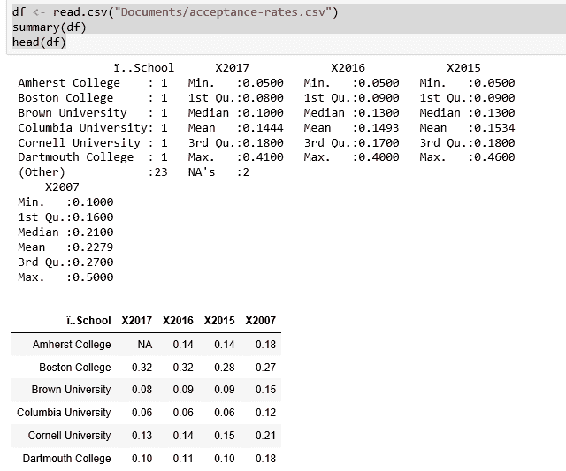 df <- read.csv("Documents/acceptance-rates.csv")
summary(df)
head(df)
ï..School X2017 X2016 X2015
Amherst College : 1 Min. :0.0500 Min. :0.0500 Min. :0.0500
Boston College : 1 1st Qu.:0.0800 1st Qu.:0.0900 1st Qu.:0.0900
Brown University : 1 Median :0.1000 Median :0.1300 Median :0.1300
Columbia University: 1 Mean :0.1444 Mean :0.1493 Mean :0.1534
Cornell University : 1 3rd Qu.:0.1800 3rd Qu.:0.1700 3rd Qu.:0.1800
Dartmouth College : 1 Max. :0.4100 Max. :0.4000 Max. :0.4600
(Other) :23 NA's :2
X2007
Min. :0.1000
1st Qu.:0.1600
Median :0.2100
Mean :0.2279
3rd Qu.:0.2700
Max. :0.5000
ï..School X2017 X2016 X2015 X2007
Amherst College NA 0.14 0.14 0.18
Boston College 0.32 0.32 0.28 0.27
Brown University 0.08 0.09 0.09 0.15
Columbia University 0.06 0.06 0.06 0.12
Cornell University 0.13 0.14 0.15 0.21
Dartmouth College 0.10 0.11 0.10 0.18